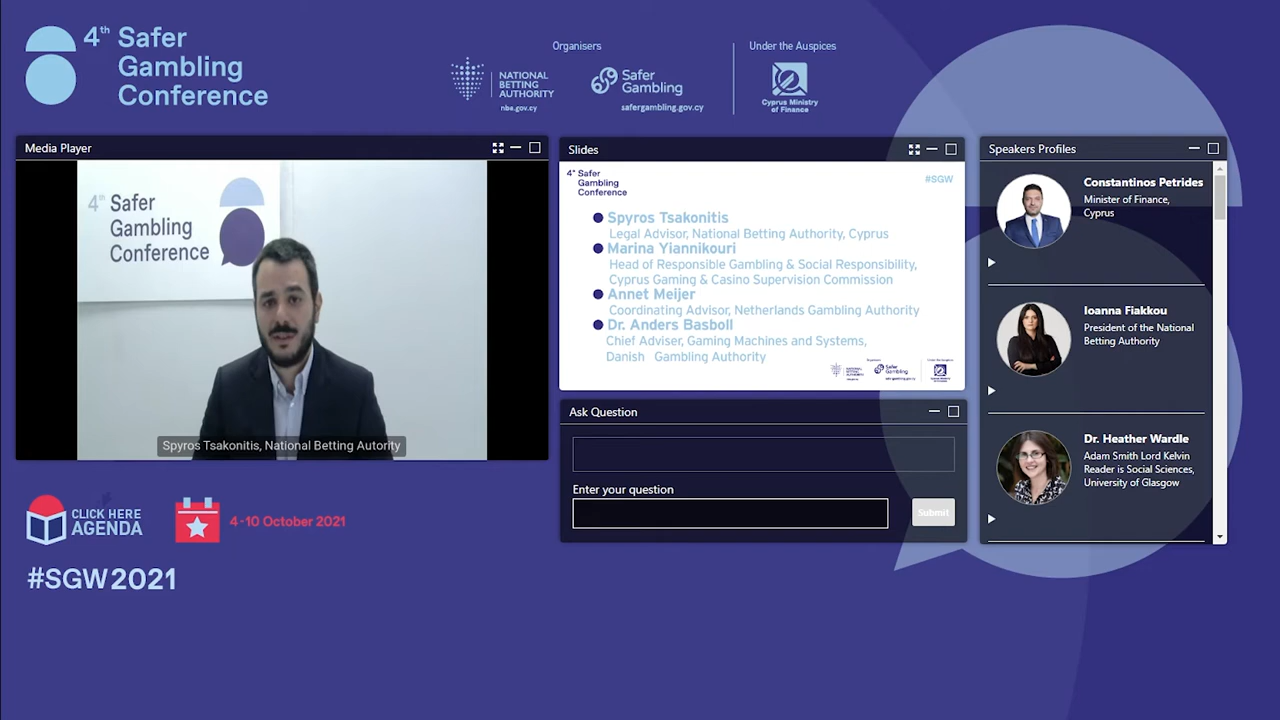 4th Safer
Gambling
Conference
Organisers
NATIONAL
BETTING
AUTHORITY
nba.gov.cy
Safer
Gambling
safergambling.gov.cy
Under the Auspices
Cyprus Ministry
of Finance
Media Player
4th Safer
Gambling
Conference
Spyros Tsakonitis, National Betting Autority
Slides
4th Safer
Gambling
Conference
#SGW
Spyros Tsakonitis
Legal Advisor, National Betting Authority, Cyprus
Marina Yiannikouri
Head of Responsible Gambling & Social Responsibility,
Cyprus Gaming & Casino Supervision Commission
Annet Meijer
Coordinating Advisor, Netherlands Gambling Authority
Dr. Anders Basboll
Chief Adviser, Gaming Machines and Systems,
Danish Gambling Authority
Ask Question
Enter your question
Submit
Speakers Profiles
Constantinos Petrides
Minister of Finance,
Cyprus
Ioanna Fiakkou
President of the National
Betting Authority
Dr. Heather Wardle
Adam Smith Lord Kelvin
Reader is Social Sciences,
University of Glasgow
CLICK HERE
AGENDA
4-10 October 2021
#SGW2021